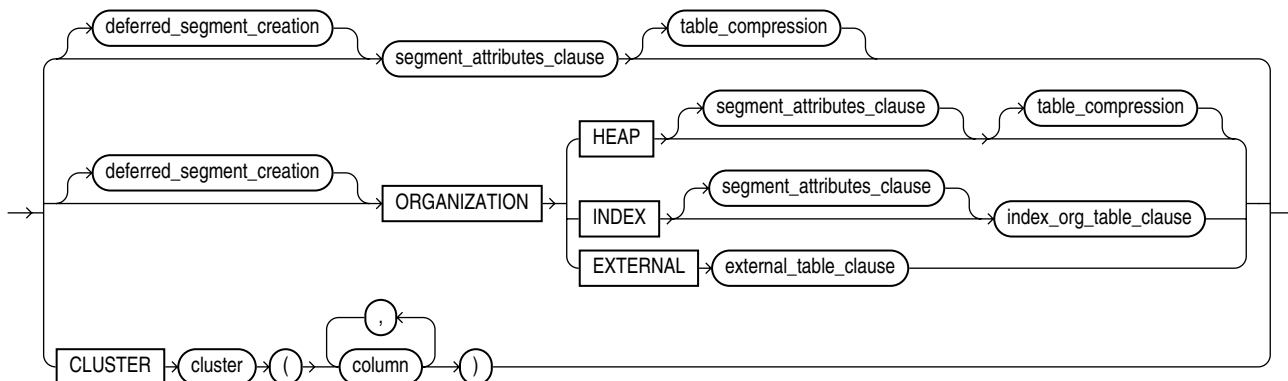 deferred_segment_creation table_compression
segment_attributes_clause
segment_attributes_clause table_compression
HEAP
deferred_segment_creation segment_attributes_clause
ORGANIZATION INDEX index_org_table_clause
EXTERNAL external_table_clause
,
CLUSTER cluster ( column )